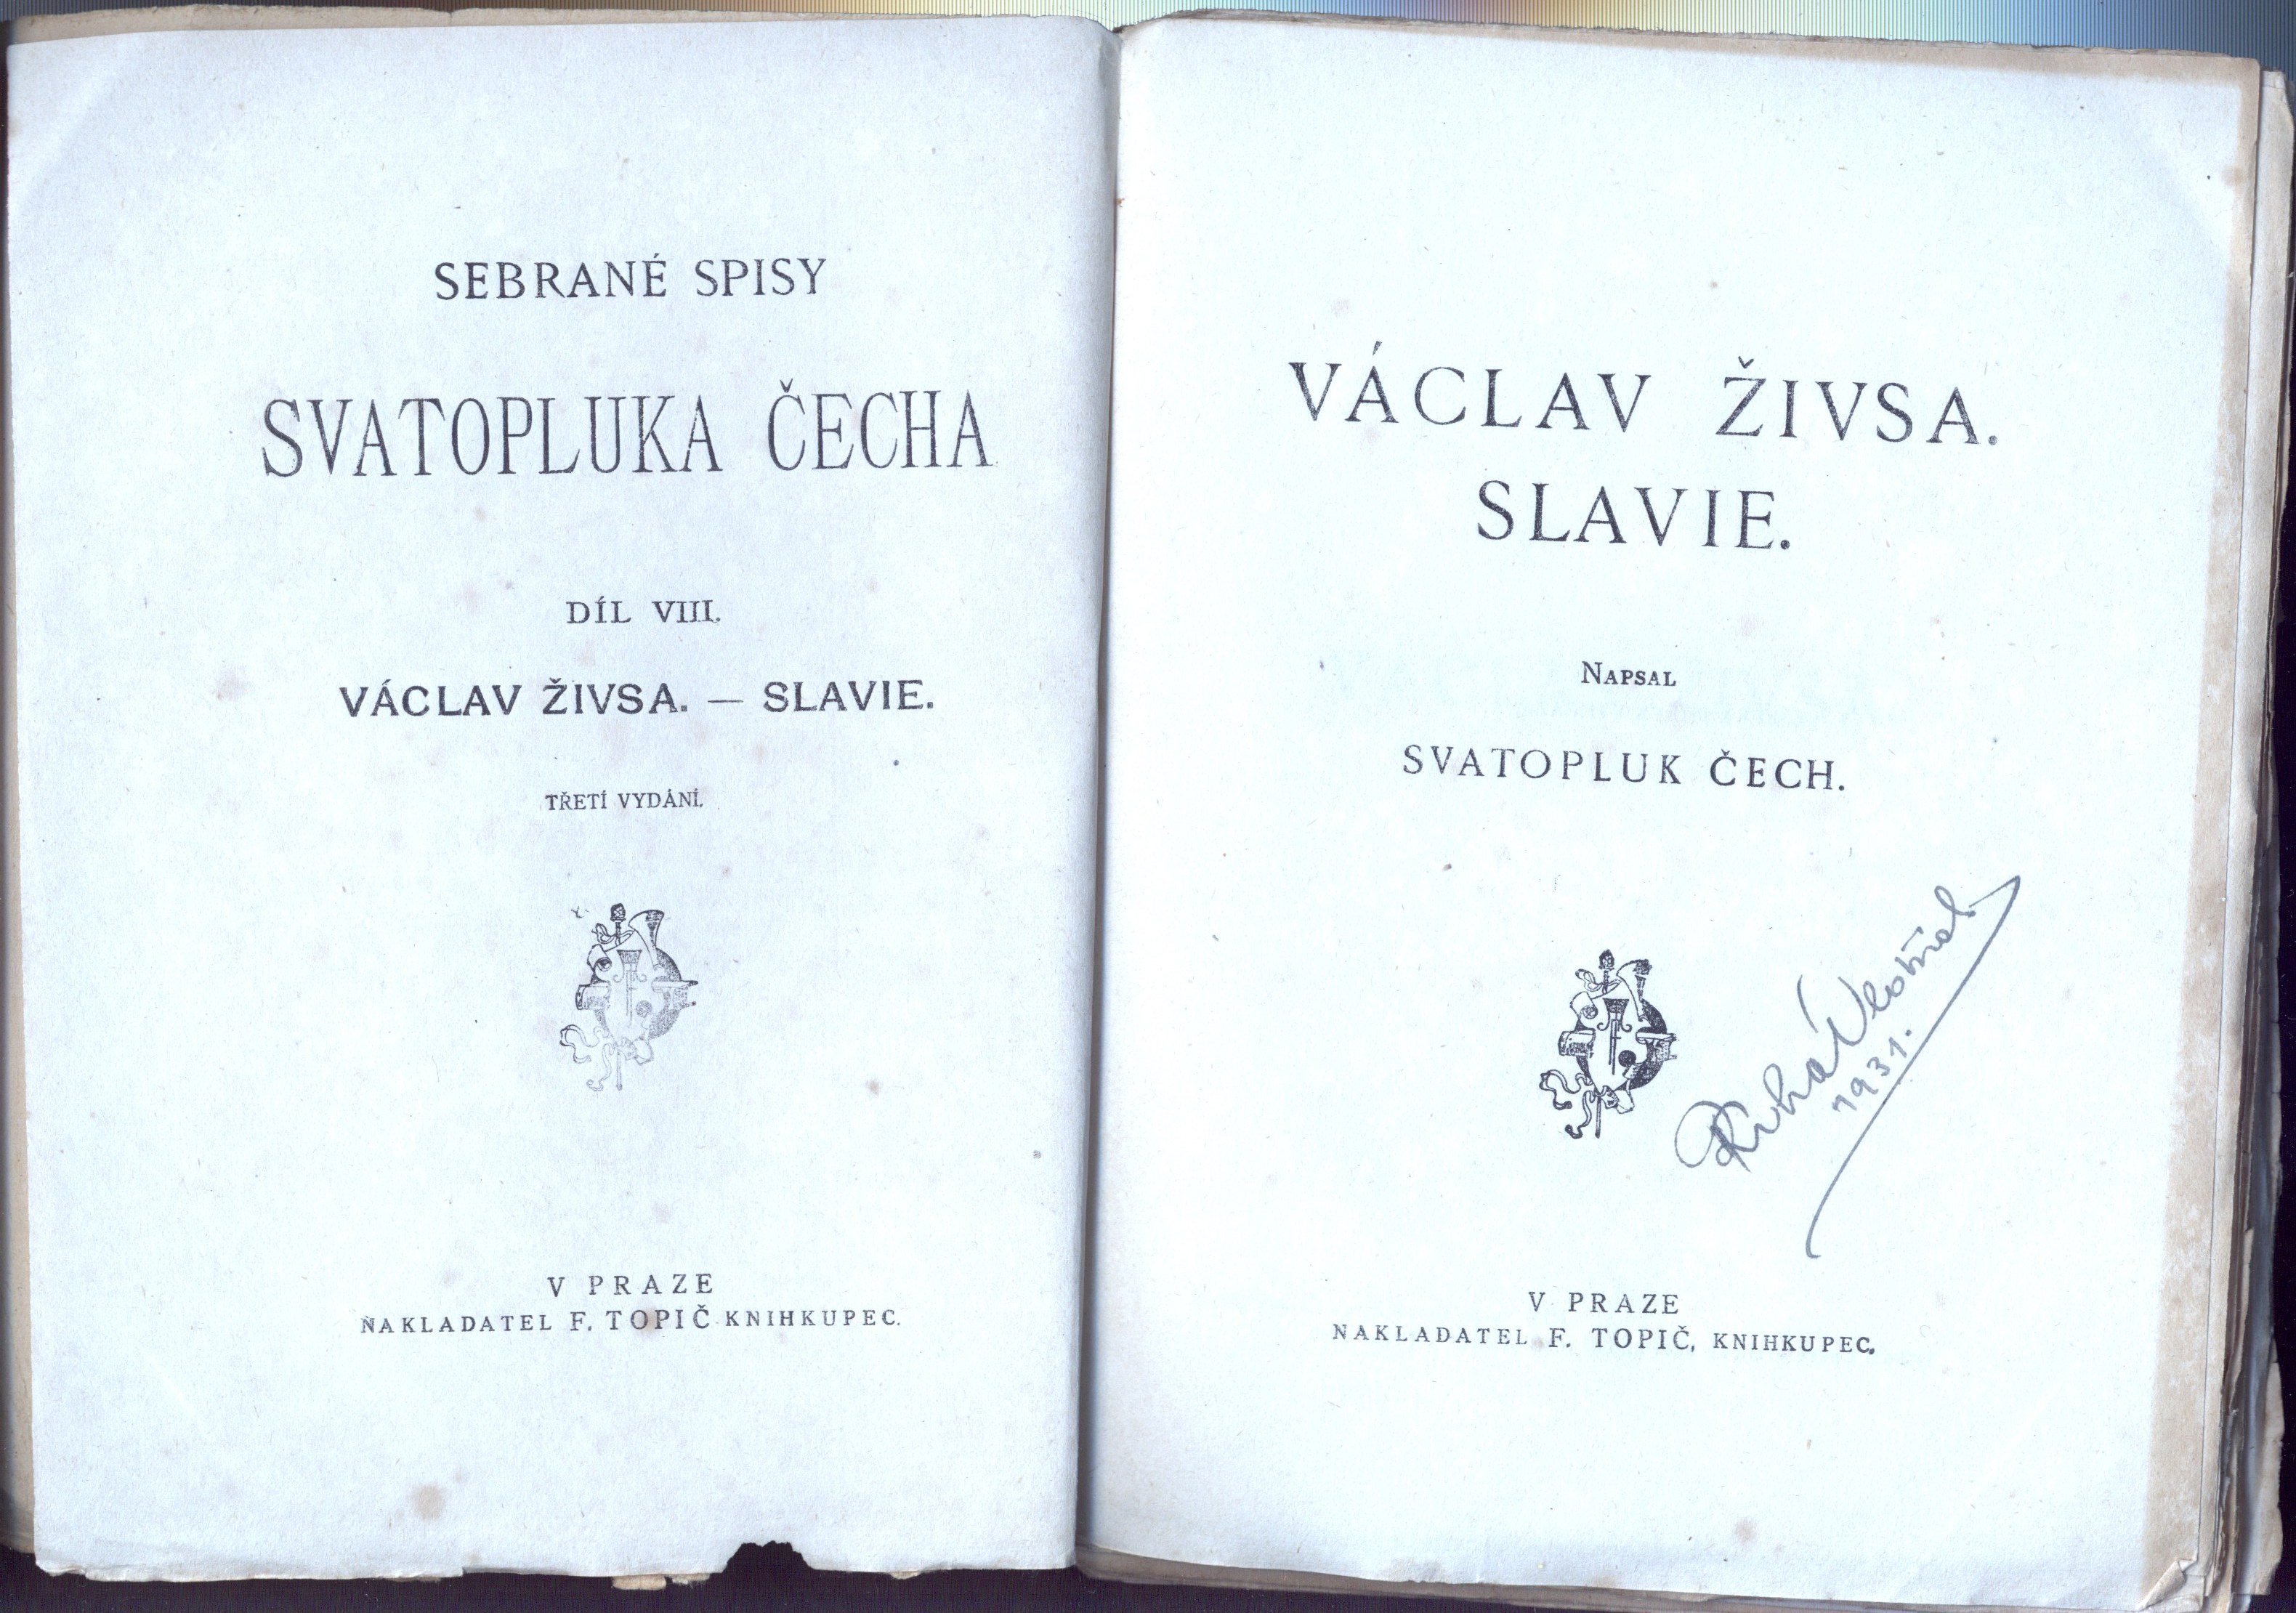 SEBRANÉ SPISY
SVATOPLUKA ČECHA
DÍL VIII.
VÁCLAV ŽIVSA. — SLAVIE.
TŘETÍ VYDÁNÍ.
V PRAZE
NAKLADATEL F. TOPIČ KNIHKUPEC.
VÁCLAV ŽIVSA.
SLAVIE.
NAPSAL
SVATOPLUK ČECH.
1931.
V PRAZE
NAKLADATEL F. TOPIČ, KNIHKUPEC.